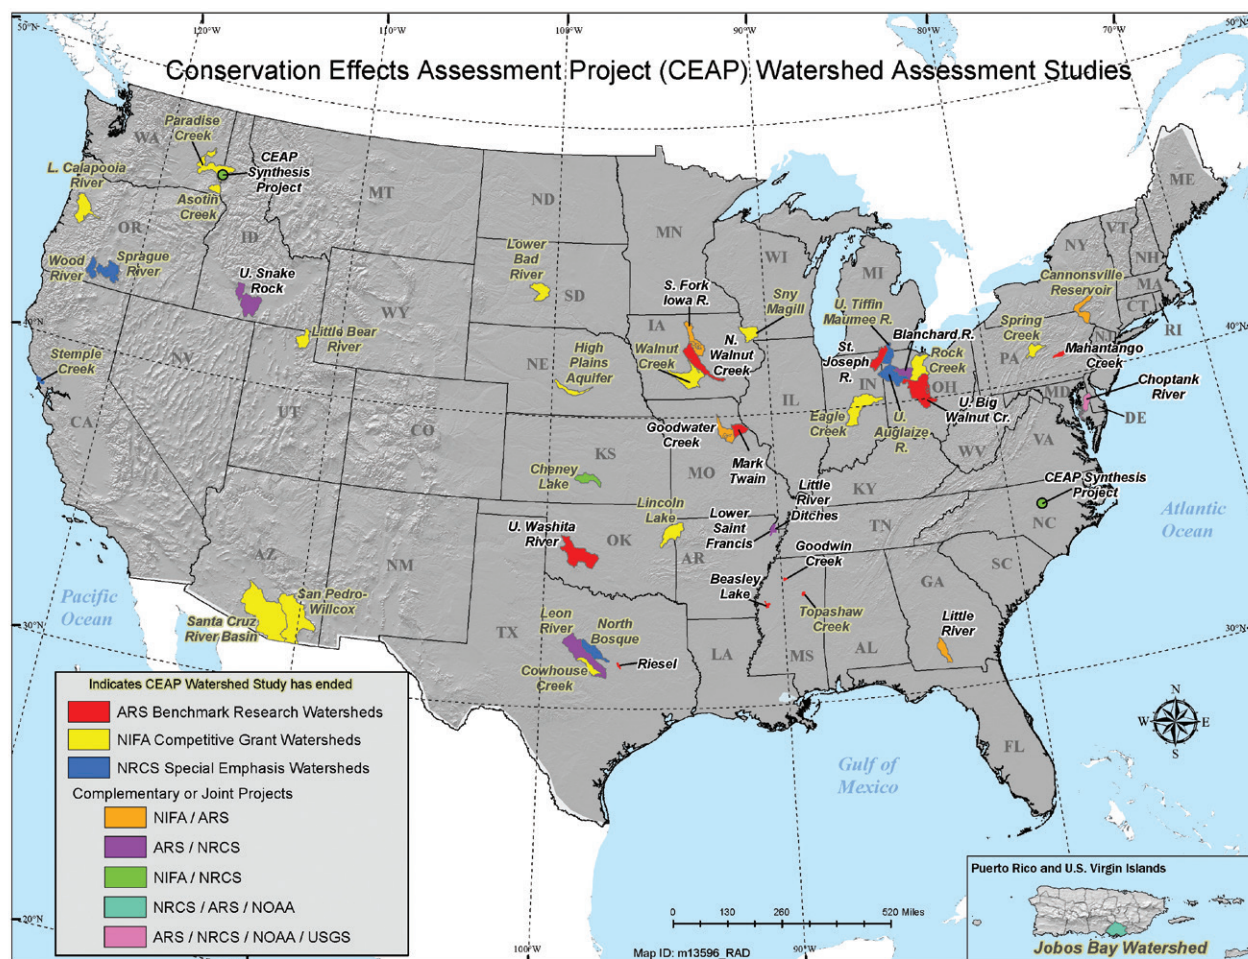 50°N
120°W
110°W
100°W
90°W
80°W
70°W
50°N
Conservation Effects Assessment Project (CEAP) Watershed Assessment Studies
WA
Paradise
Creek
CEAP
Synthesis
Project
L. Calapooia
River
Asotin
Creek
OR
ID
MT
ND
MN
ME
VT
NY
NH
MA
CT
RI
Wood
River
Sprague
River
U. Snake
Rock
Lower
Bad
River
SD
WI
MI
S. Fork
Iowa R.
Sny
Magill
U. Tiffin
Maumee R.
Cannonsville
Reservoir
Blanchard R.
Spring
Creek
40°N
40°N
WY
Little Bear
River
Stemple
Creek
NV
NE
High
Plains
Aquifer
IA
Walnut
Creek
N.
Walnut
Creek
St.
Joseph
R.
Rock
Creek
PA
NJ
Mahantango
Creek
IN
OH
MD
Choptank
River
DE
CA
UT
CO
IL
Eagle
Creek
U.
Auglaize
R.
U. Big
Walnut Cr.
WV
VA
Goodwater
Creek
Mark
Twain
KS
MO
Cheney
Lake
KY
CEAP Synthesis
Project
NC
Lincoln
Lake
Lower
Saint
Francis
Little
River
Ditches
TN
Atlantic
Ocean
U. Washita
River
OK
AR
Goodwin
Creek
SC
AZ
NM
Beasley
Lake
Topashaw
Creek
GA
Pacific
Ocean
San Pedro-
Willcox
Santa Cruz
River Basin
30°N
30°N
TX
Leon
River
North
Bosque
Cowhouse
Creek
Riesel
LA
MS
AL
Little
River
FL
Gulf of
Mexico
N
W
E
S
Indicates CEAP Watershed Study has ended
ARS Benchmark Research Watersheds
NIFA Competitive Grant Watersheds
NRCS Special Emphasis Watersheds
Complementary or Joint Projects
NIFA / ARS
ARS / NRCS
NIFA / NRCS
NRCS / ARS / NOAA
ARS / NRCS / NOAA / USGS
20°N
Puerto Rico and U.S. Virgin Islands
Jobos Bay Watershed
0 130 260 520 Miles
100°W
Map ID: m13596_RAD
90°W